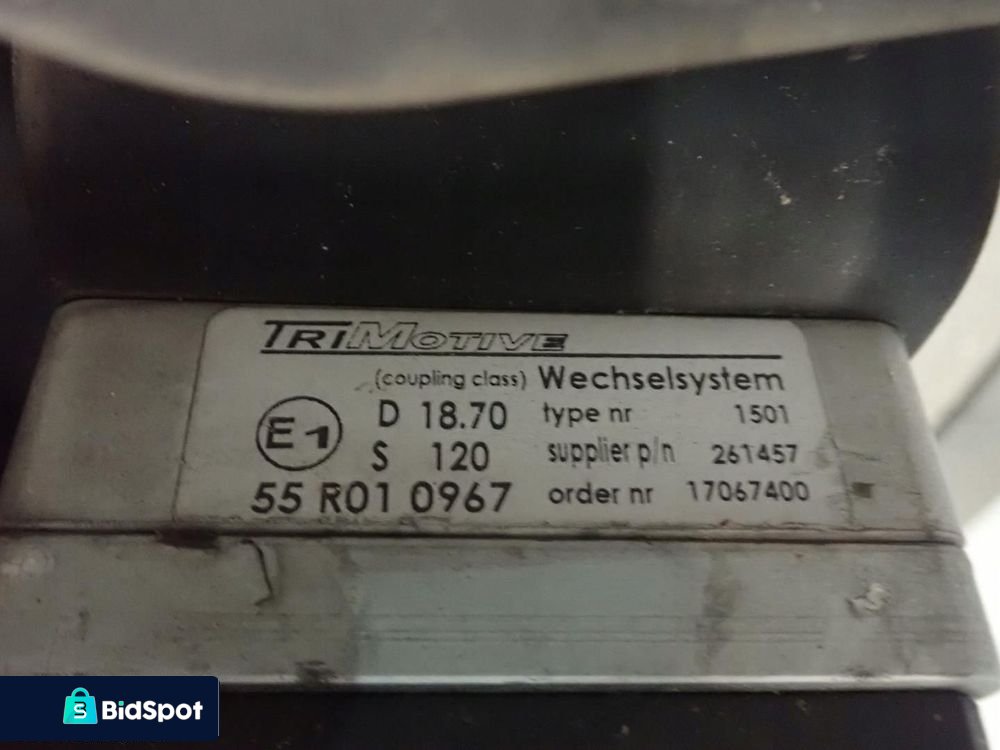 TRIMOTIVE
(coupling class) Wechselsystem
E1
D 18.70 type nr 1501
S 120 supplier p/n 261457
55 R01 0967 order nr 17067400
BidSpot